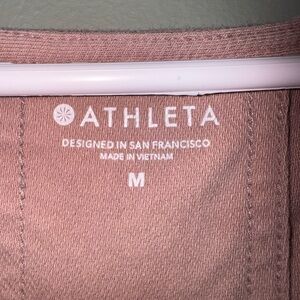 ATHLETA
DESIGNED IN SAN FRANCISCO
MADE IN VIETNAM
M